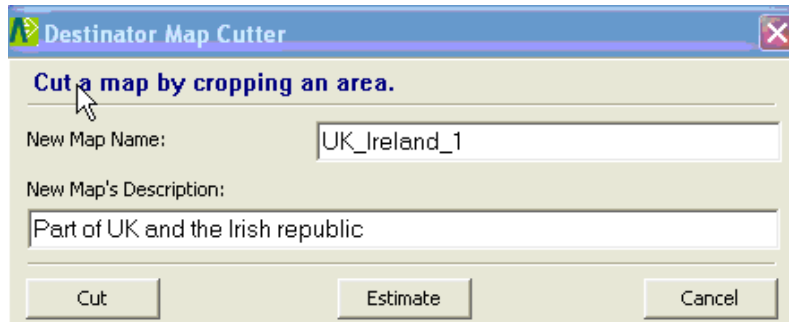 Destinator Map Cutter
Cut a map by cropping an area.
New Map Name: UK_Ireland_1
New Map's Description:
Part of UK and the Irish republic
Cut Estimate Cancel